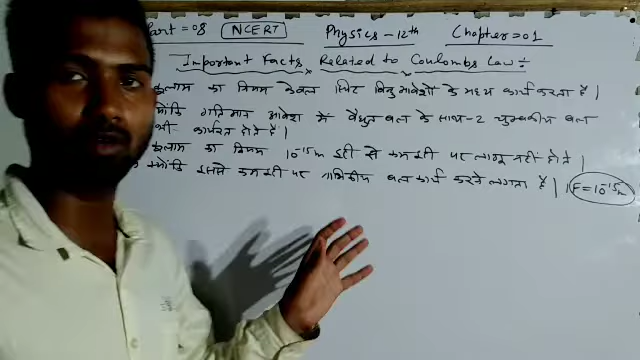 Part = 08 NCERT Physics - 12th Chapter = 01
Important Facts Related to Coulombs Law ÷
कुलाम का नियम केवल स्थिर बिन्दु आवेशों के मध्य कार्य करता है |
क्योंकि गतिमान आवेश में वैद्युत बल के साथ-2 चुम्बकीय बल
भी कार्यरत होते हैं |
कुलाम का नियम 10⁻¹⁵m दूरी से कम दूरी पर लागू नहीं होते |
क्योंकि इससे कम दूरी पर नाभिकीय बल कार्य करने लगता है | F = 10⁻¹⁵m